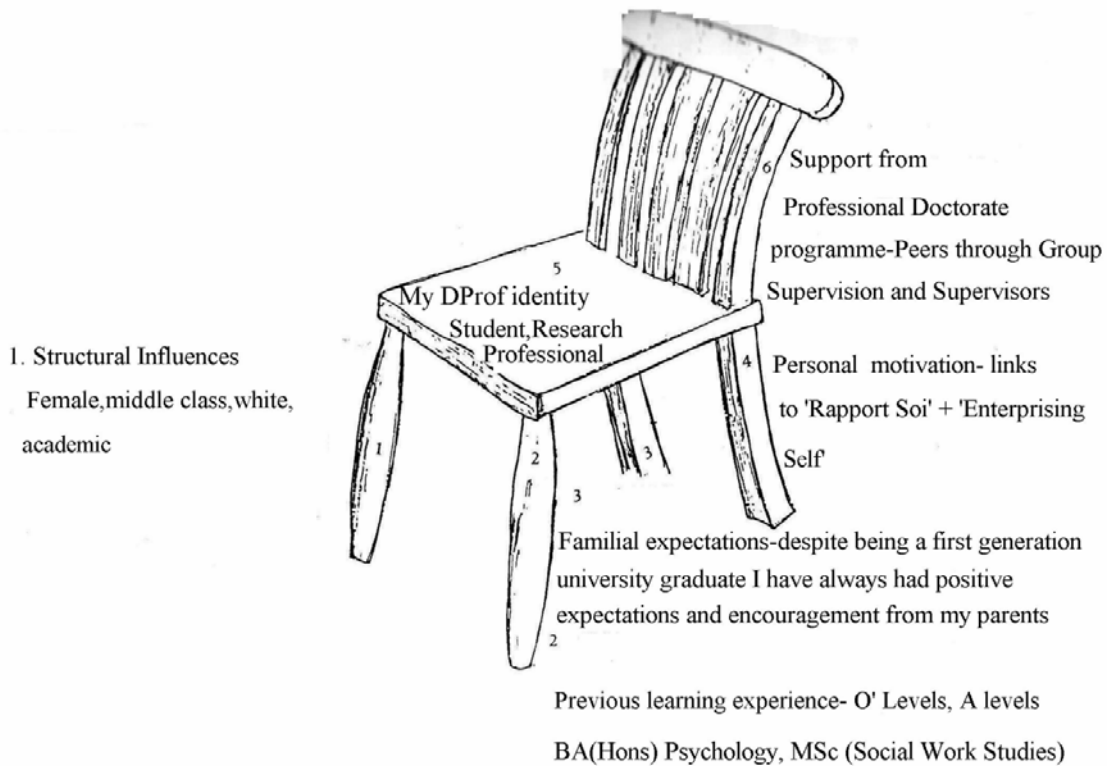 6 Support from
Professional Doctorate
programme-Peers through Group
Supervision and Supervisors
5
My DProf identity
Student,Research
Professional
1. Structural Influences
Female,middle class,white,
academic
4 Personal motivation- links
to 'Rapport Soi' + 'Enterprising
Self'
1
2
3
3
Familial expectations-despite being a first generation
university graduate I have always had positive
expectations and encouragement from my parents
2
Previous learning experience- O' Levels, A levels
BA(Hons) Psychology, MSc (Social Work Studies)